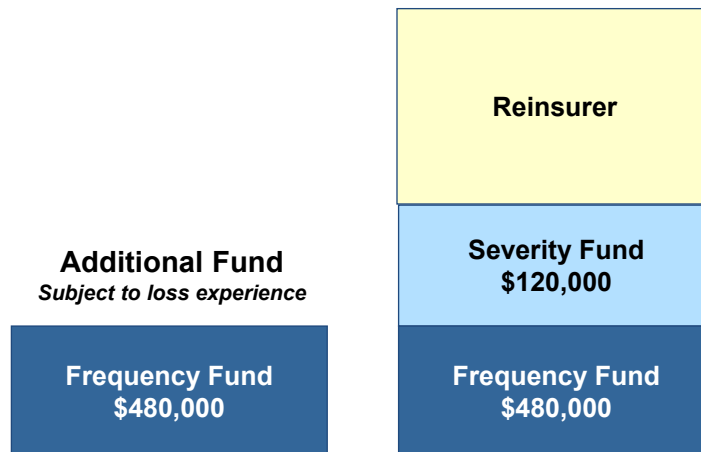 Reinsurer
Additional Fund
Subject to loss experience
Severity Fund
$120,000
Frequency Fund
$480,000
Frequency Fund
$480,000